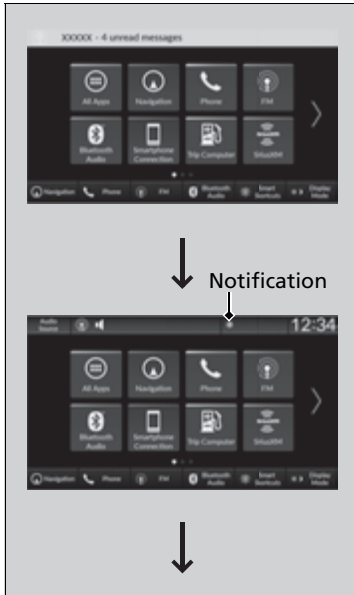 XXXXX - 4 unread messages
All Apps Navigation Phone FM
Bluetooth Audio Smartphone Connection Trip Computer SiriusXM
Navigation Phone FM Bluetooth Audio Smart Shortcuts Display Mode
Notification
Audio Source 12:34
All Apps Navigation Phone FM
Bluetooth Audio Smartphone Connection Trip Computer SiriusXM
Navigation Phone FM Bluetooth Audio Smart Shortcuts Display Mode